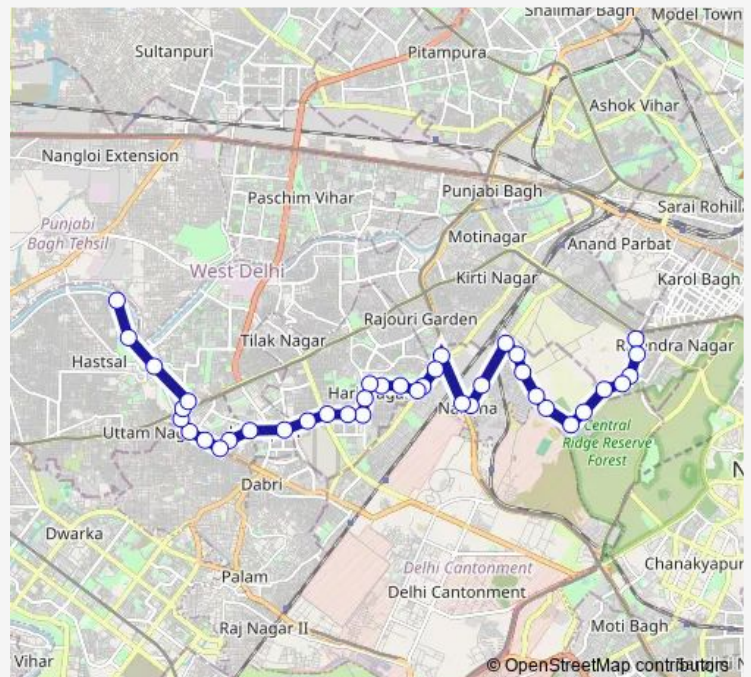 Shalimar Bagh
Model Town
Sultanpuri
Pitampura
Ashok Vihar
Nangloi Extension
Punjabi Bagh
Paschim Vihar
Sarai Rohilla
Punjabi
Bagh Tehsil
Motinagar
Anand Parbat
West Delhi
Kirti Nagar
Karol Bagh
Rajouri Garden
Tilak Nagar
Hastsal
Central
Ridge Reserve
Forest
Dabri
Dwarka
Delhi Cantonment
Chanakyapur
Palam
Delhi Cantonment
Raj Nagar II
Moti Bagh
Vihar
© OpenStreetMap contributors